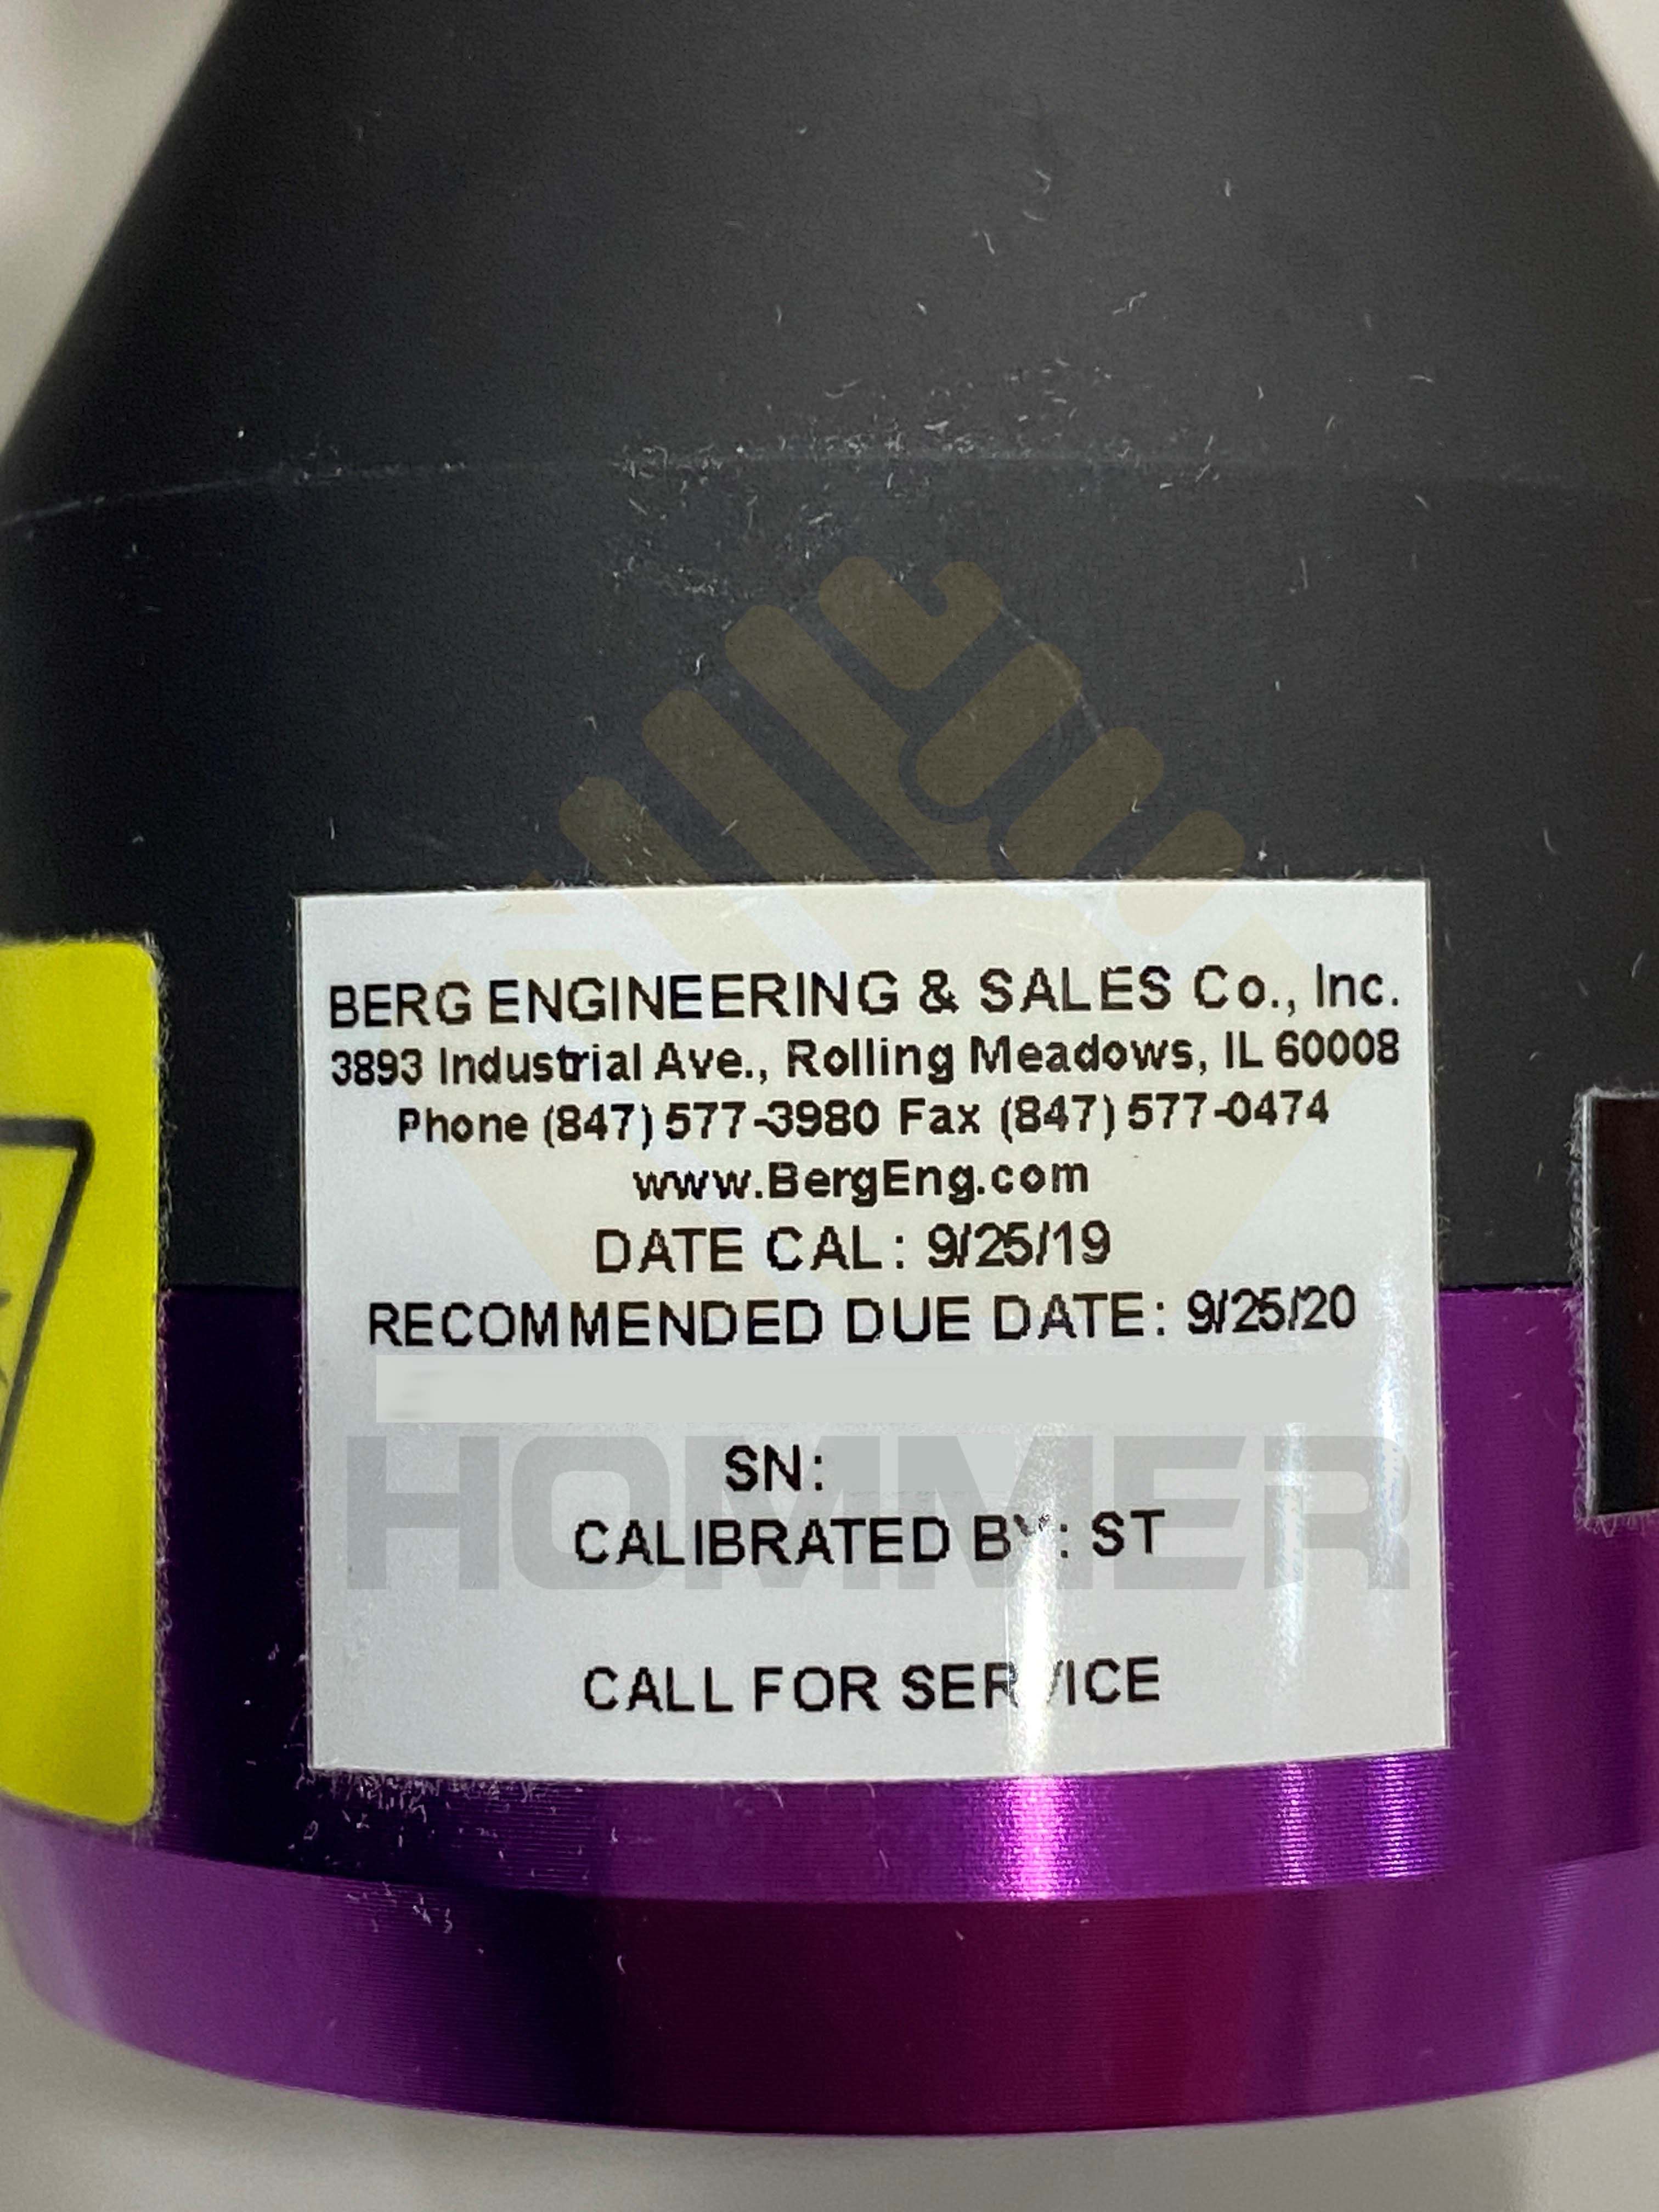 BERG ENGINEERING & SALES Co., Inc.
3893 Industrial Ave., Rolling Meadows, IL 60008
Phone (847) 577-3980 Fax (847) 577-0474
www.BergEng.com
DATE CAL: 9/25/19
RECOMMENDED DUE DATE: 9/25/20
SN:
HOMMER
CALIBRATED BY: ST
CALL FOR SERVICE